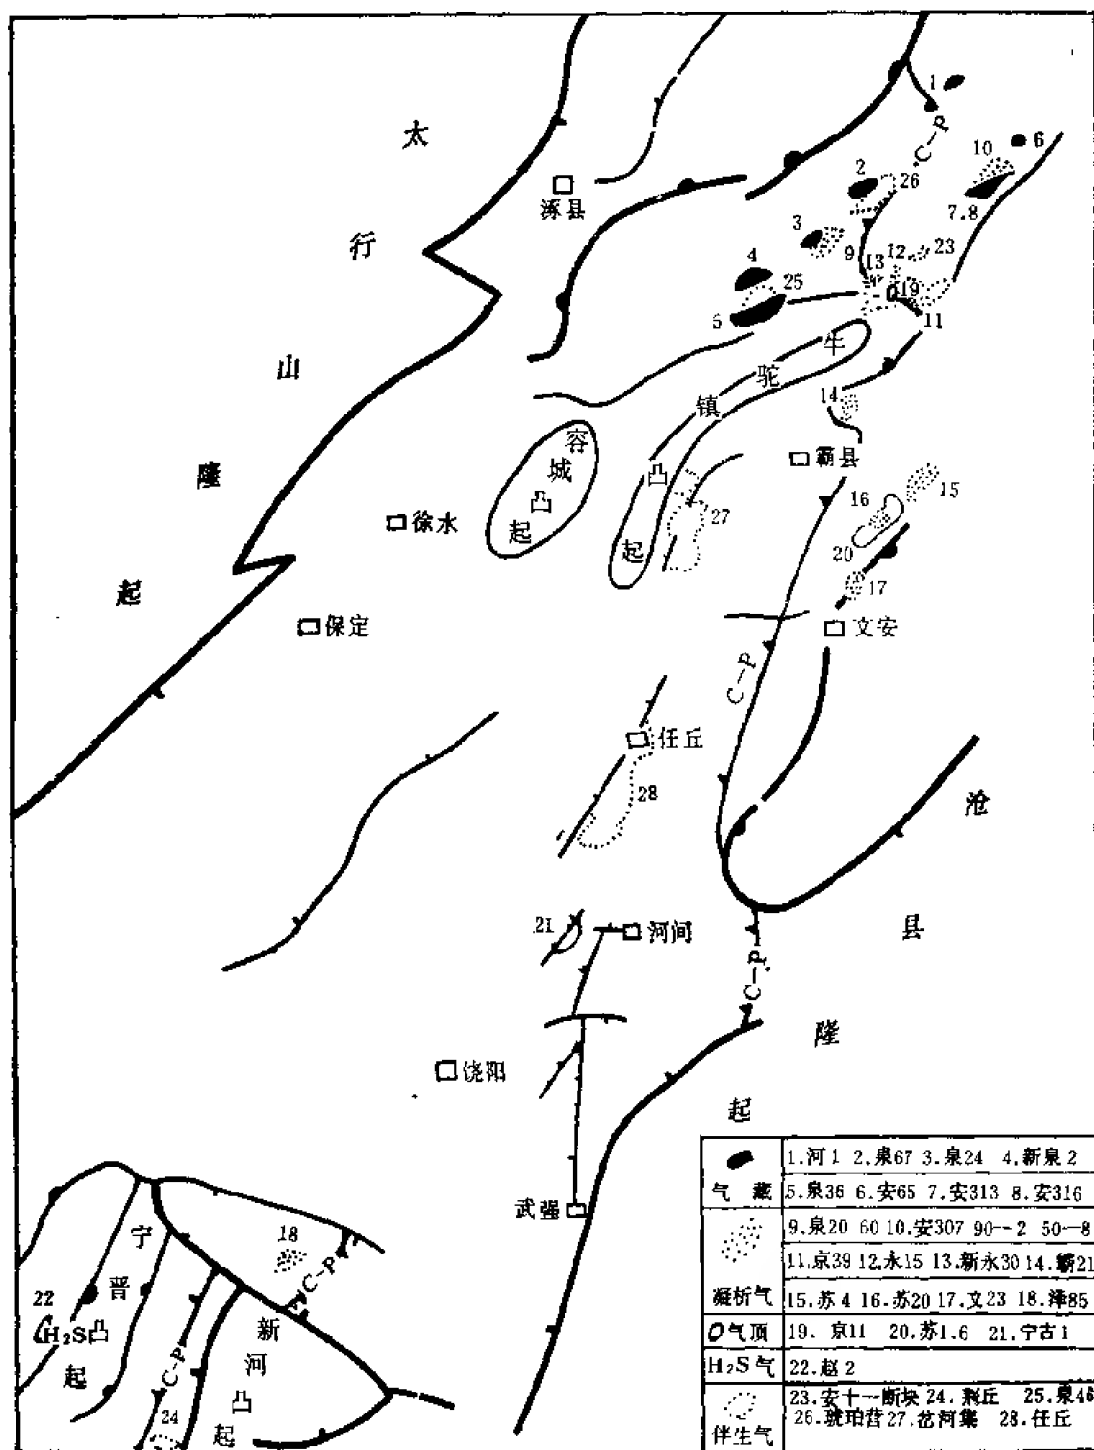 1
C-P
6
10
2
26
7.8
涿县
太行山隆起
3
9
12
23
13
19
4
25
5
11
牛驼镇凸起
14
容城凸起
霸县
15
16
27
徐水
20
17
保定
文安
C-P
任丘
28
沧县隆起
21
河间
C-P
饶阳
武强
18
C-P
宁晋凸起
22
H₂S
新河凸起
C-P
24
气藏
1.河1 2.泉67 3.泉24 4.新泉2
5.泉36 6.安65 7.安313 8.安316
凝析气
9.泉20 60 10.安307 90--2 50--8
11.京39 12.永15 13.新永30 14.霸21
15.苏4 16.苏20 17.文23 18.泽85
气顶
19. 京11 20.苏1.6 21.宁古1
H₂S气
22.赵2
伴生气
23.安十一断块 24.荆丘 25.泉46
26.琥珀营 27.岔河集 28.任丘